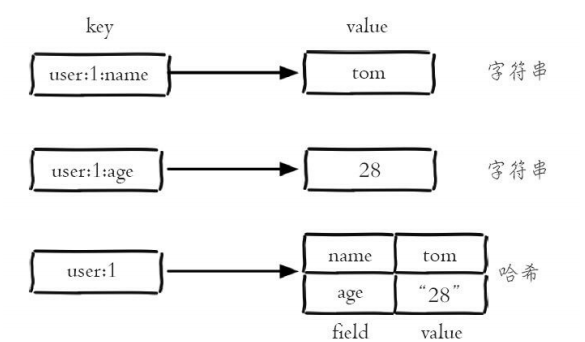 key value
user:1:name tom 字符串
user:1:age 28 字符串
user:1 name tom 哈希
age “28”
field value